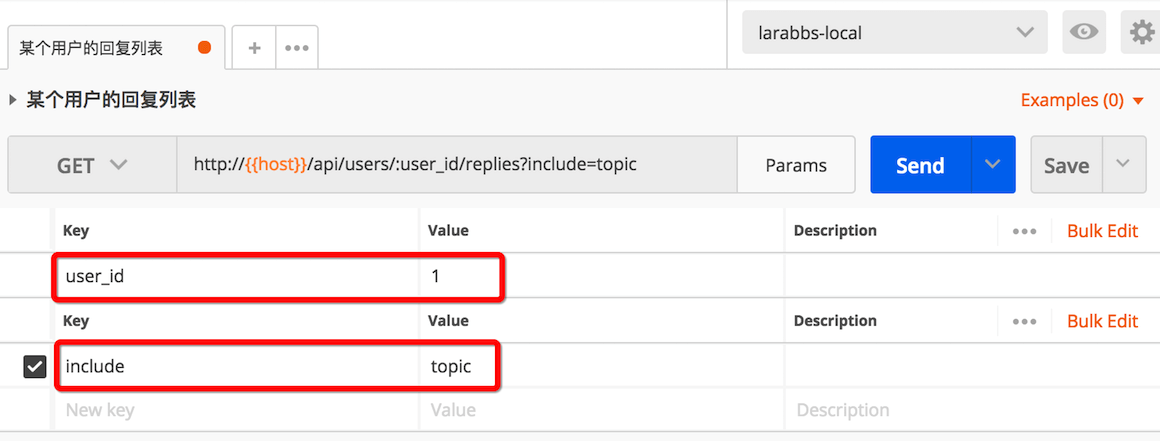 某个用户的回复列表 + ••• larabbs-local
某个用户的回复列表 Examples (0)
GET http://{{host}}/api/users/:user_id/replies?include=topic Params Send Save
Key Value Description ••• Bulk Edit
user_id 1
Key Value Description ••• Bulk Edit
include topic
New key Value Description